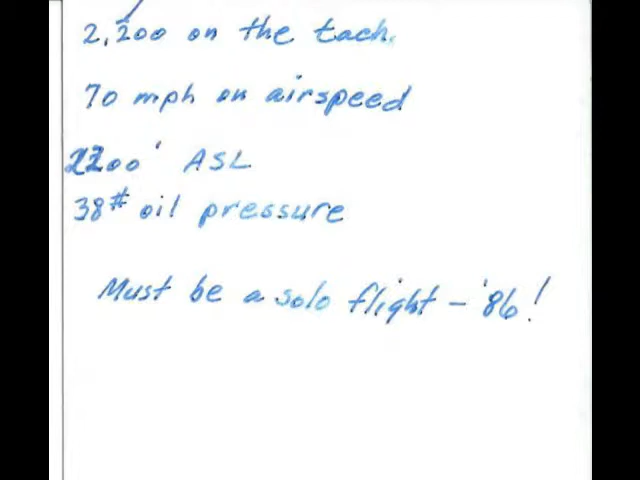 2,200 on the tach.
70 mph on airspeed
2200' ASL
38# oil pressure
Must be a solo flight - '86!